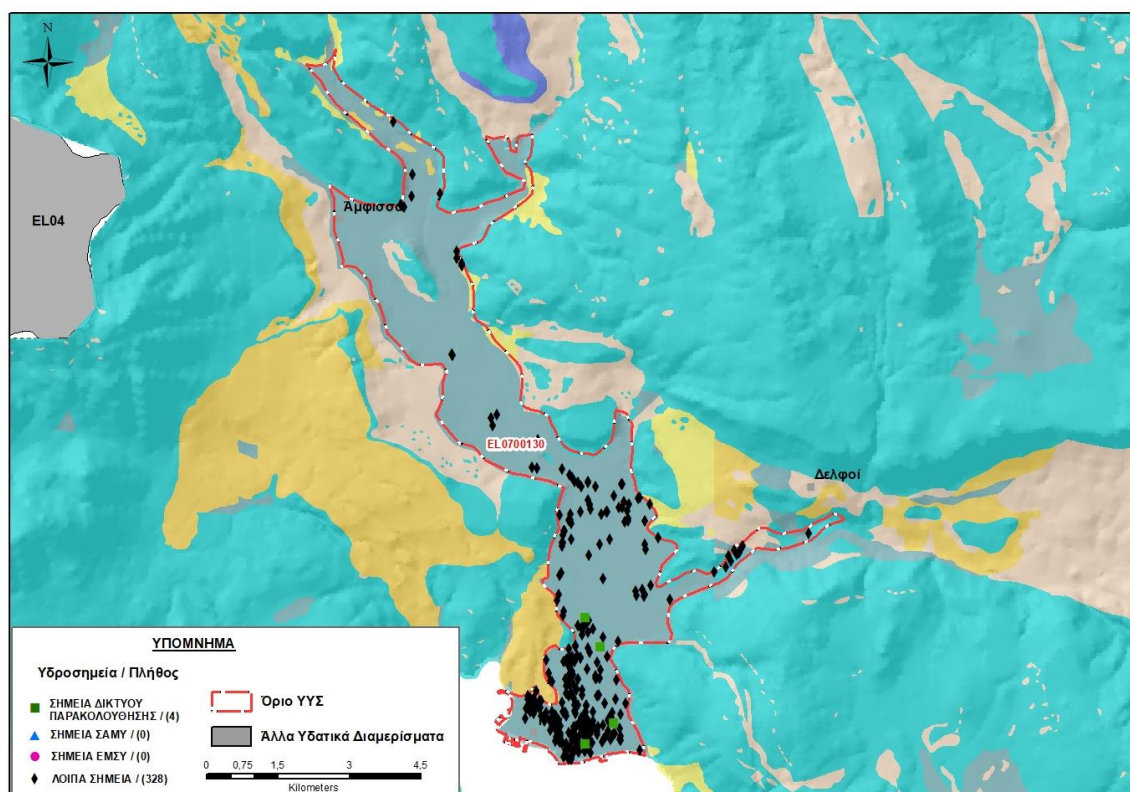 N
EL04
Άμφισσα
EL0700130
Δελφοί
ΥΠΟΜΝΗΜΑ
Υδροσημεία / Πλήθος
ΣΗΜΕΙΑ ΔΙΚΤΥΟΥ
ΠΑΡΑΚΟΛΟΥΘΗΣΗΣ / (4)
ΣΗΜΕΙΑ ΣΑΜΥ / (0)
ΣΗΜΕΙΑ ΕΜΣΥ / (0)
ΛΟΙΠΑ ΣΗΜΕΙΑ / (328)
Όριο ΥΥΣ
Άλλα Υδατικά Διαμερίσματα
0 0,75 1,5 3 4,5
Kilometers